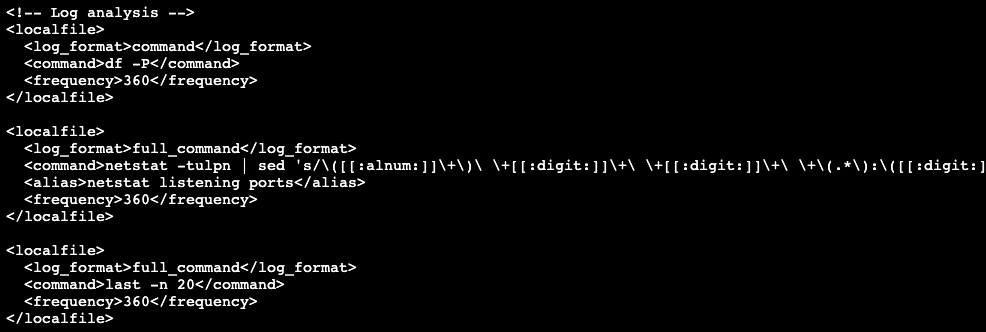 <!-- Log analysis -->
<localfile>
  <log_format>command</log_format>
  <command>df -P</command>
  <frequency>360</frequency>
</localfile>

<localfile>
  <log_format>full_command</log_format>
  <command>netstat -tulpn | sed 's/\([[:alnum:]]\+\)\ \+[[:digit:]]\+\ \+[[:digit:]]\+\ \+\(.*\):\([[:digit:]
  <alias>netstat listening ports</alias>
  <frequency>360</frequency>
</localfile>

<localfile>
  <log_format>full_command</log_format>
  <command>last -n 20</command>
  <frequency>360</frequency>
</localfile>